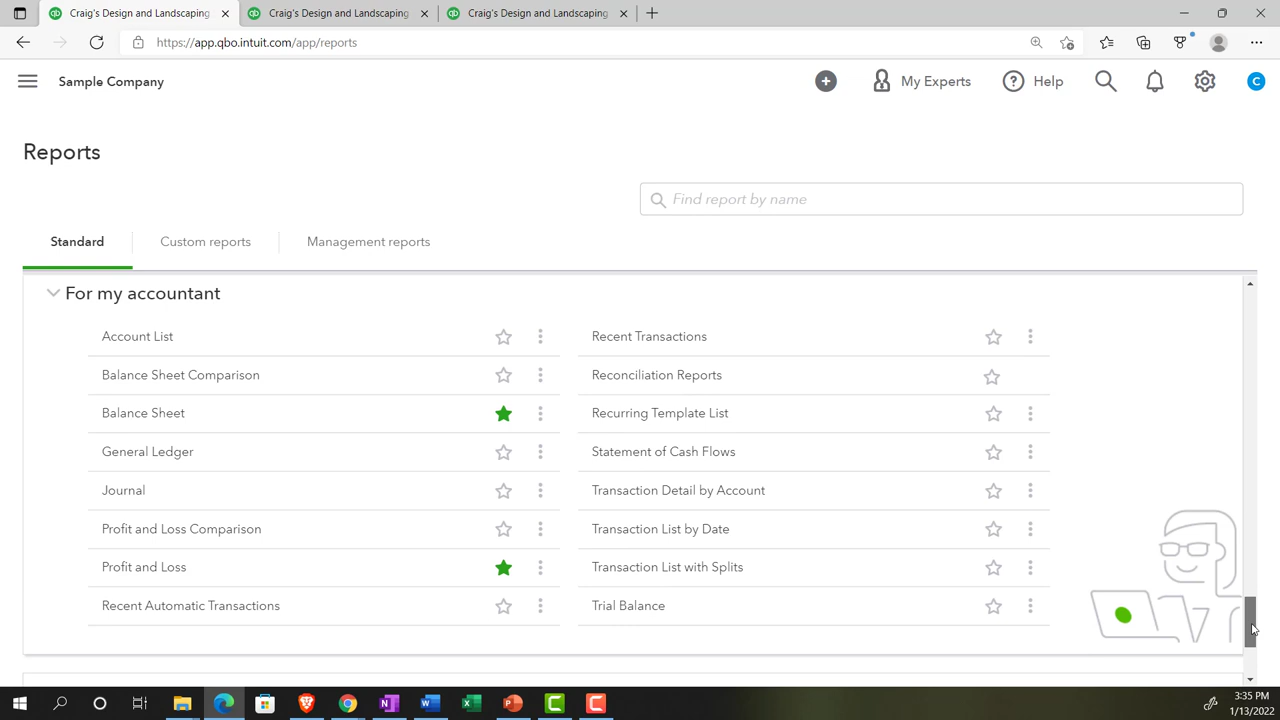 Craig's Design and Landscaping
Craig's Design and Landscaping
Craig's Design and Landscaping
https://app.qbo.intuit.com/app/reports
Sample Company
My Experts
Help
C
Reports
Find report by name
Standard
Custom reports
Management reports
For my accountant
Account List
Recent Transactions
Balance Sheet Comparison
Reconciliation Reports
Balance Sheet
Recurring Template List
General Ledger
Statement of Cash Flows
Journal
Transaction Detail by Account
Profit and Loss Comparison
Transaction List by Date
Profit and Loss
Transaction List with Splits
Recent Automatic Transactions
Trial Balance
3:35 PM
1/13/2022